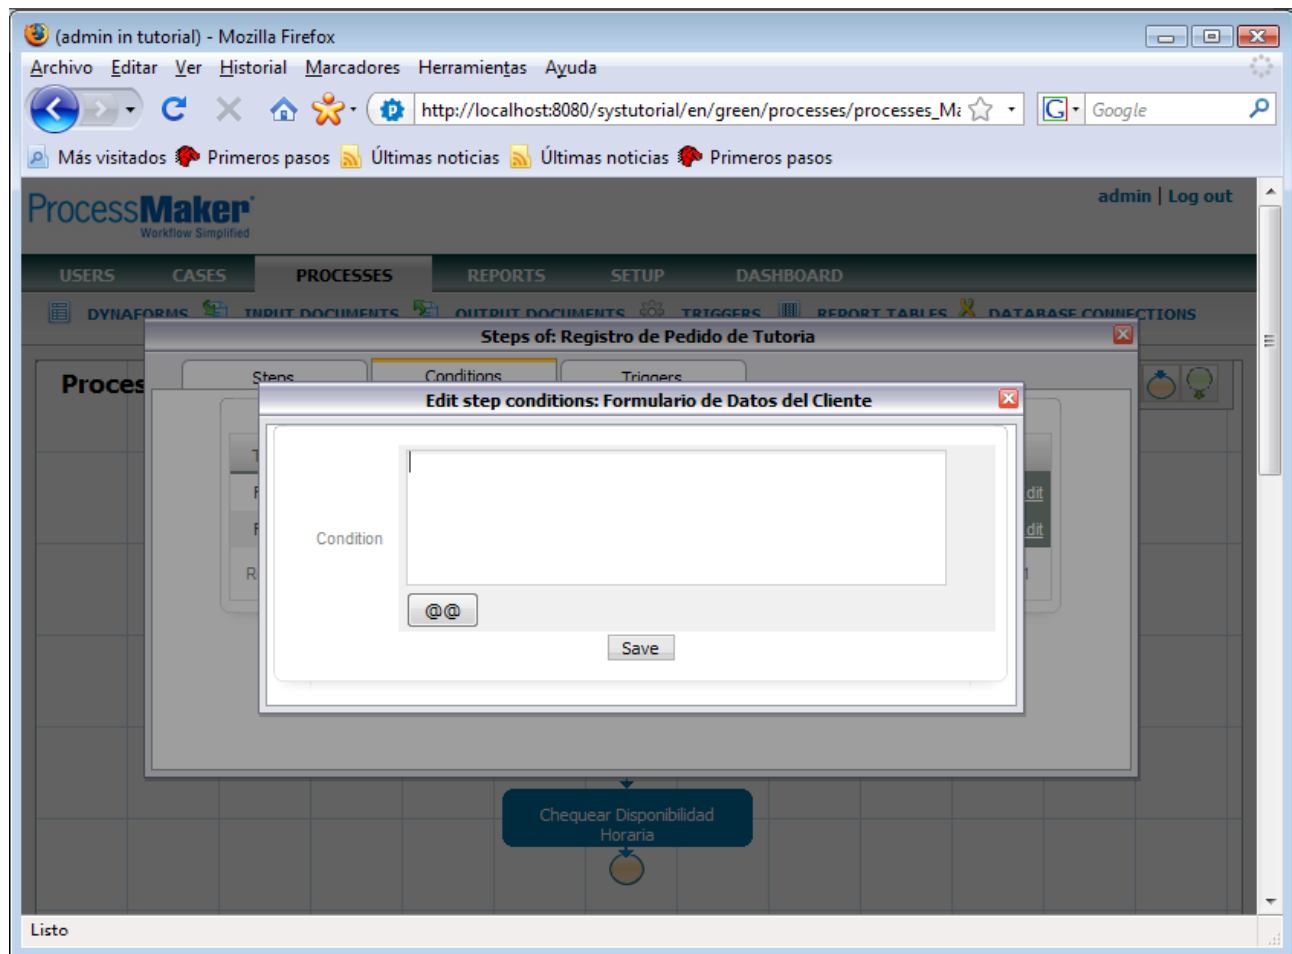 (admin in tutorial) - Mozilla Firefox
Archivo Editar Ver Historial Marcadores Herramientas Ayuda
http://localhost:8080/systutorial/en/green/processes/processes_Ma Google
Más visitados Primeros pasos Últimas noticias Últimas noticias Primeros pasos
ProcessMaker
Workflow Simplified
admin | Log out
USERS CASES PROCESSES REPORTS SETUP DASHBOARD
DYNAFORMS INPUT DOCUMENTS OUTPUT DOCUMENTS TRIGGERS REPORT TABLES DATABASE CONNECTIONS
Steps of: Registro de Pedido de Tutoria
Proces Steps Conditions Triggers
Edit step conditions: Formulario de Datos del Cliente
Condition
@@
Save
Chequear Disponibilidad
Horaria
Listo